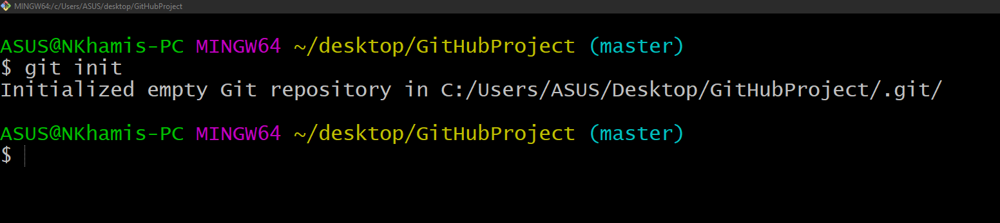 MINGW64:/c/Users/ASUS/desktop/GitHubProject
ASUS@NKhamis-PC MINGW64 ~/desktop/GitHubProject (master)
$ git init
Initialized empty Git repository in C:/Users/ASUS/Desktop/GitHubProject/.git/
ASUS@NKhamis-PC MINGW64 ~/desktop/GitHubProject (master)
$